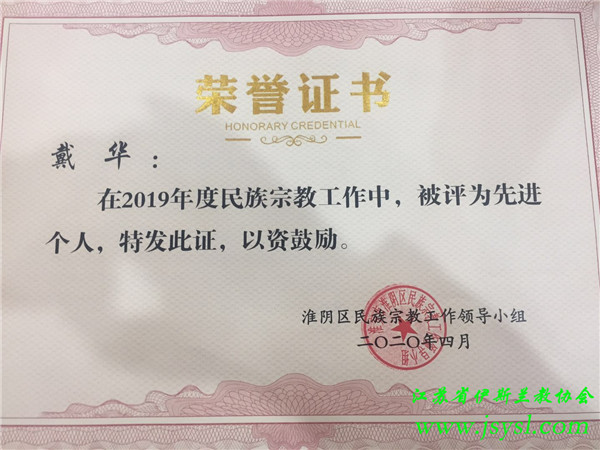 荣誉证书
HONORARY CREDENTIAL
戴 华：
在2019年度民族宗教工作中，被评为先进
个人，特发此证，以资鼓励。
淮阴区民族宗教工作领导小组
二〇二〇年四月
江苏省伊斯兰教协会
www.jsysl.com